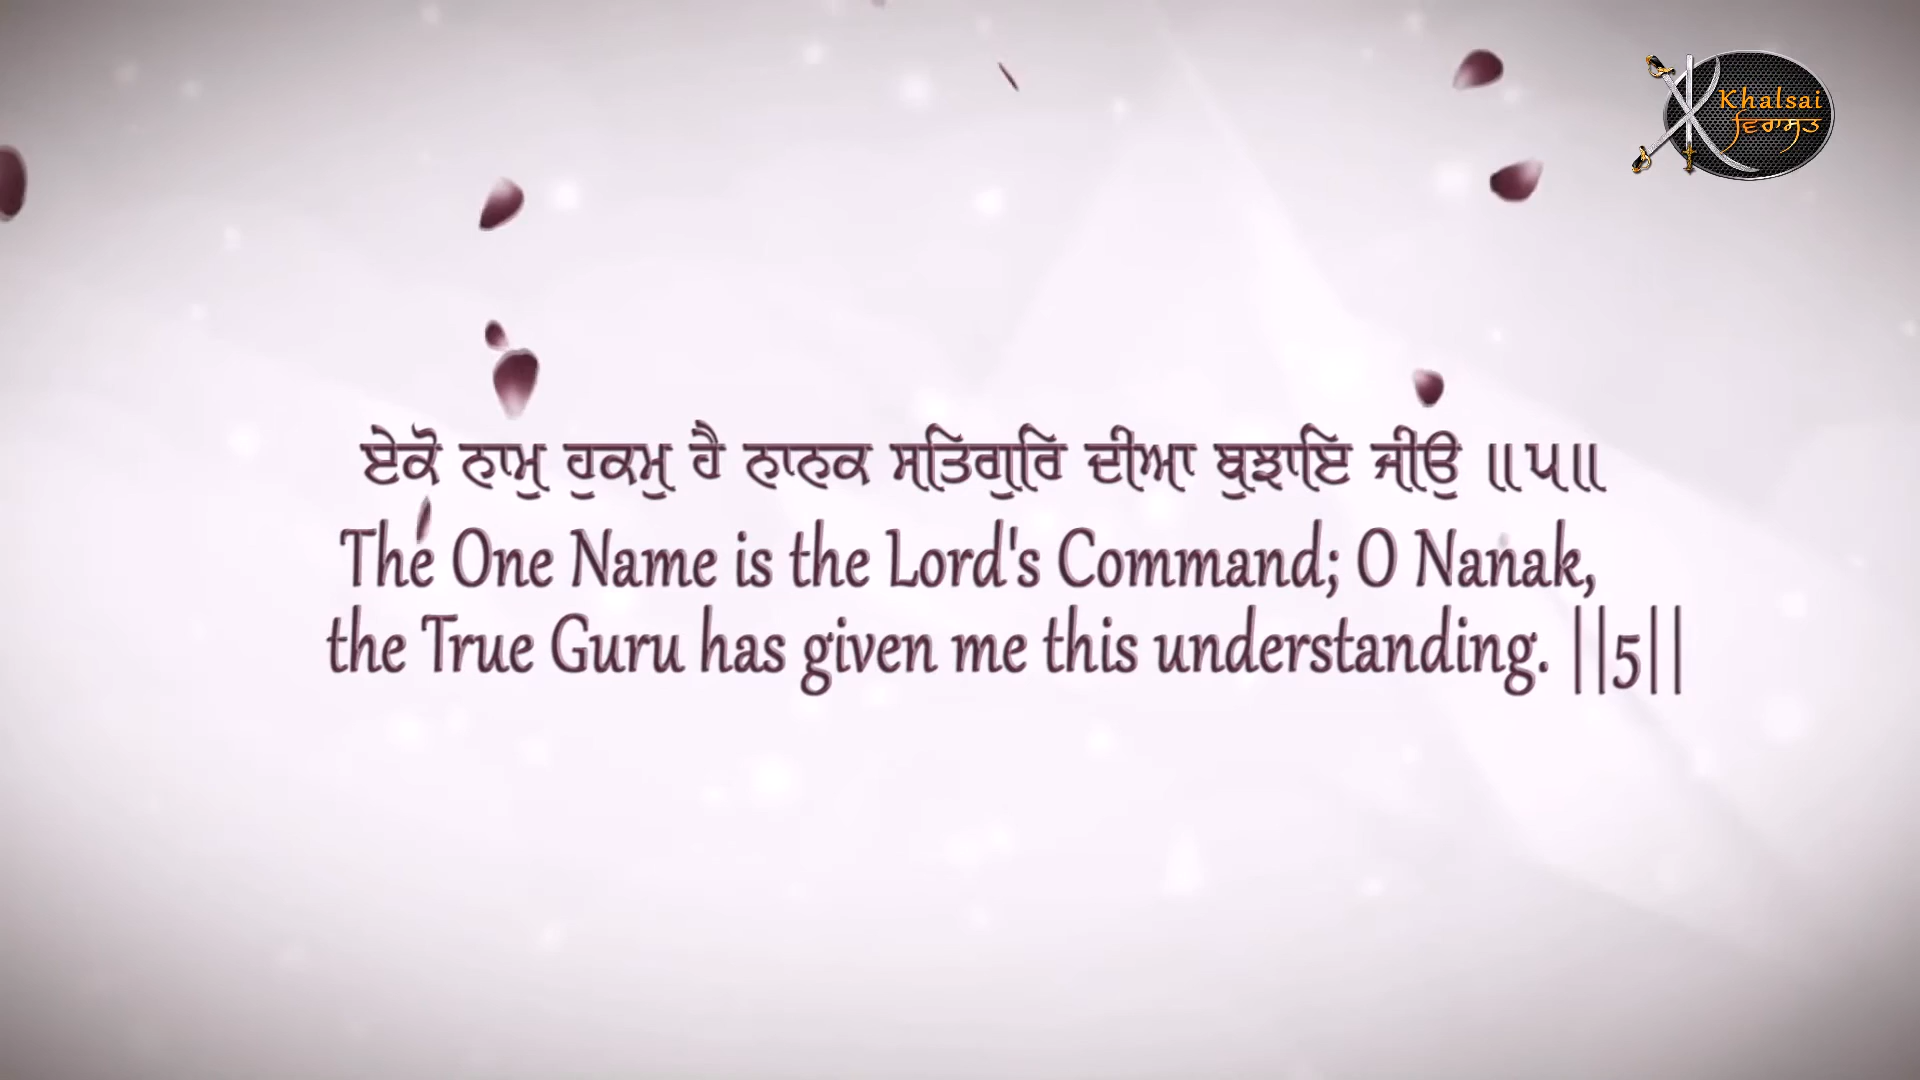 Khalsai
ਵਿਰਾਸਤ
ਏਕੋ ਨਾਮੁ ਹੁਕਮੁ ਹੈ ਨਾਨਕ ਸਤਿਗੁਰਿ ਦੀਆ ਬੁਝਾਇ ਜੀਉ ॥੫॥
The One Name is the Lord's Command; O Nanak,
the True Guru has given me this understanding. ||5||